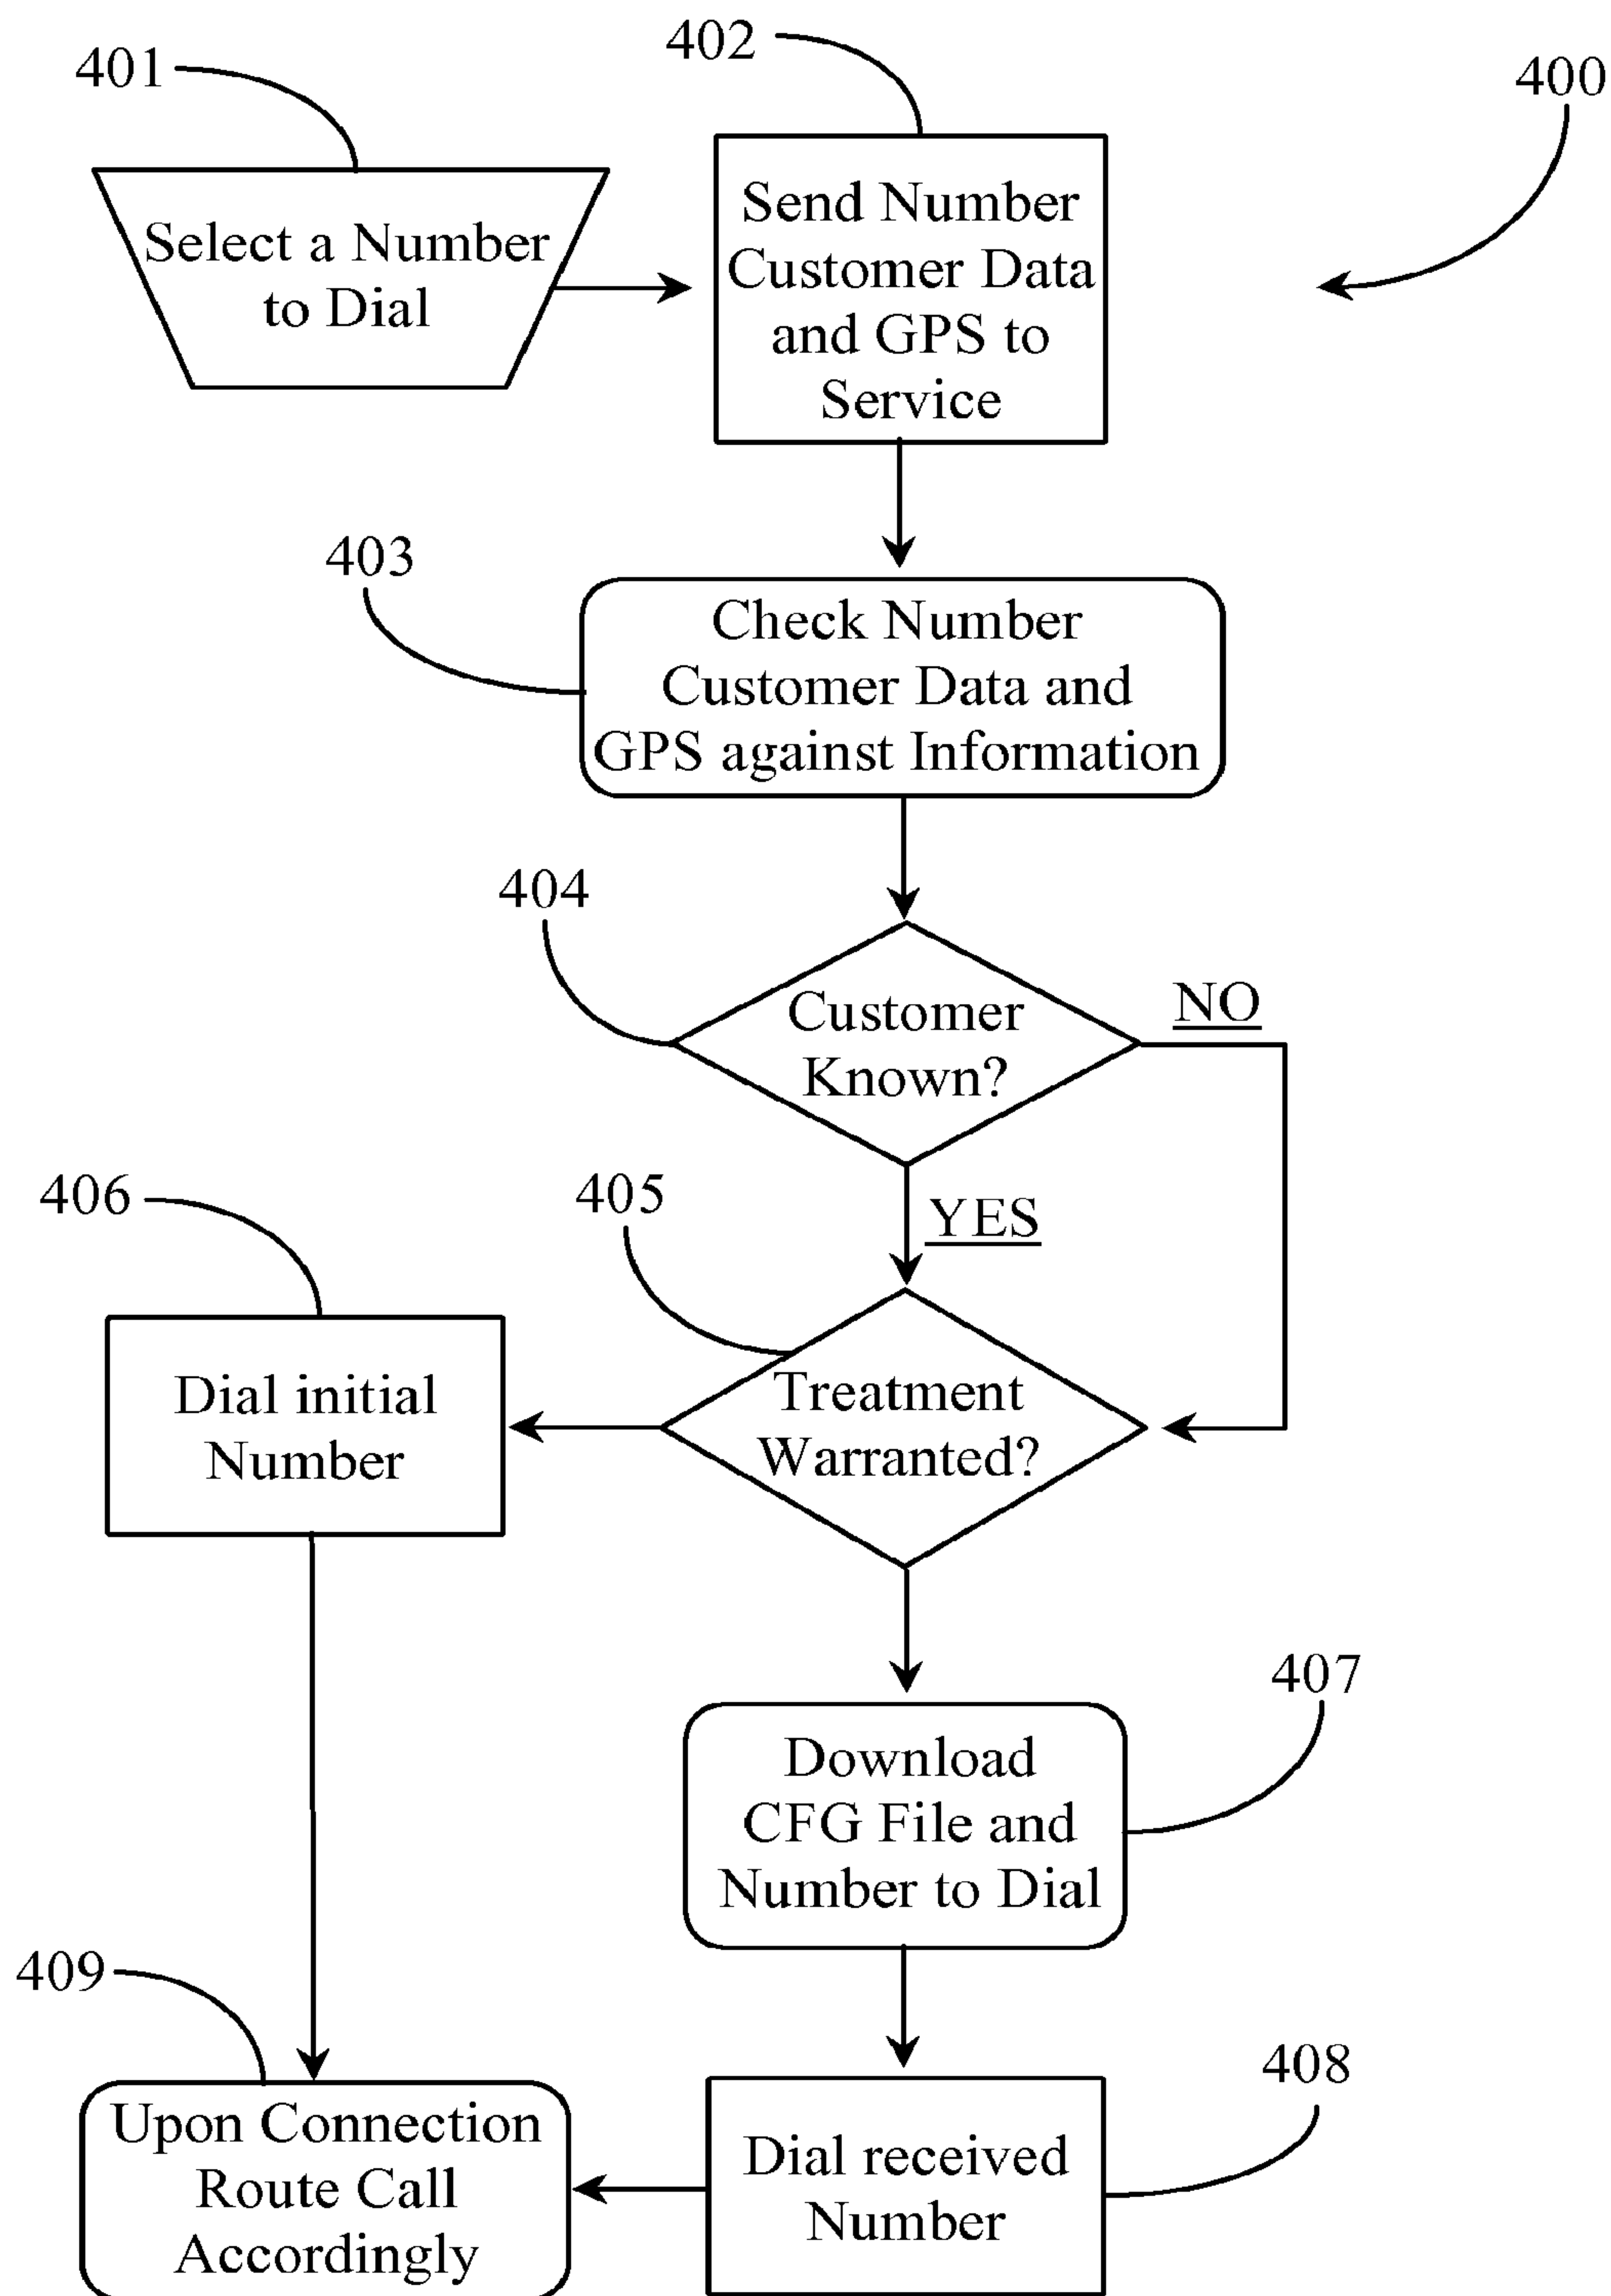 402
401
400
Select a Number
to Dial
Send Number
Customer Data
and GPS to
Service
403
Check Number
Customer Data and
GPS against Information
404
Customer
Known?
NO
YES
406
405
Dial initial
Number
Treatment
Warranted?
407
Download
CFG File and
Number to Dial
409
408
Upon Connection
Route Call
Accordingly
Dial received
Number